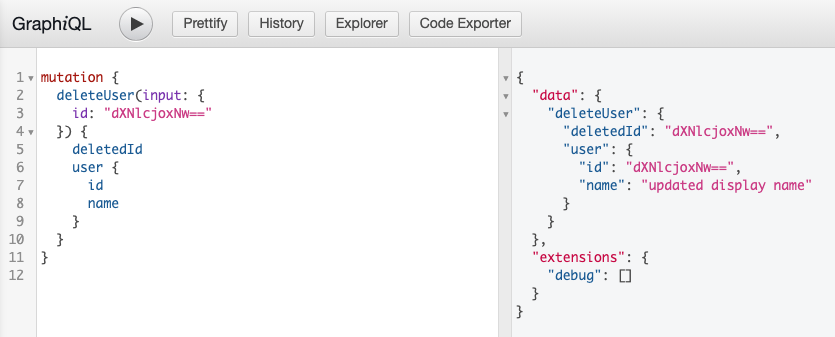 GraphiQL Prettify History Explorer Code Exporter
1 mutation {
2 deleteUser(input: {
3 id: "dXNlcjoxNw=="
4 }) {
5 deletedId
6 user {
7 id
8 name
9 }
10 }
11 }
12
{
"data": {
"deleteUser": {
"deletedId": "dXNlcjoxNw==",
"user": {
"id": "dXNlcjoxNw==",
"name": "updated display name"
}
}
},
"extensions": {
"debug": []
}
}